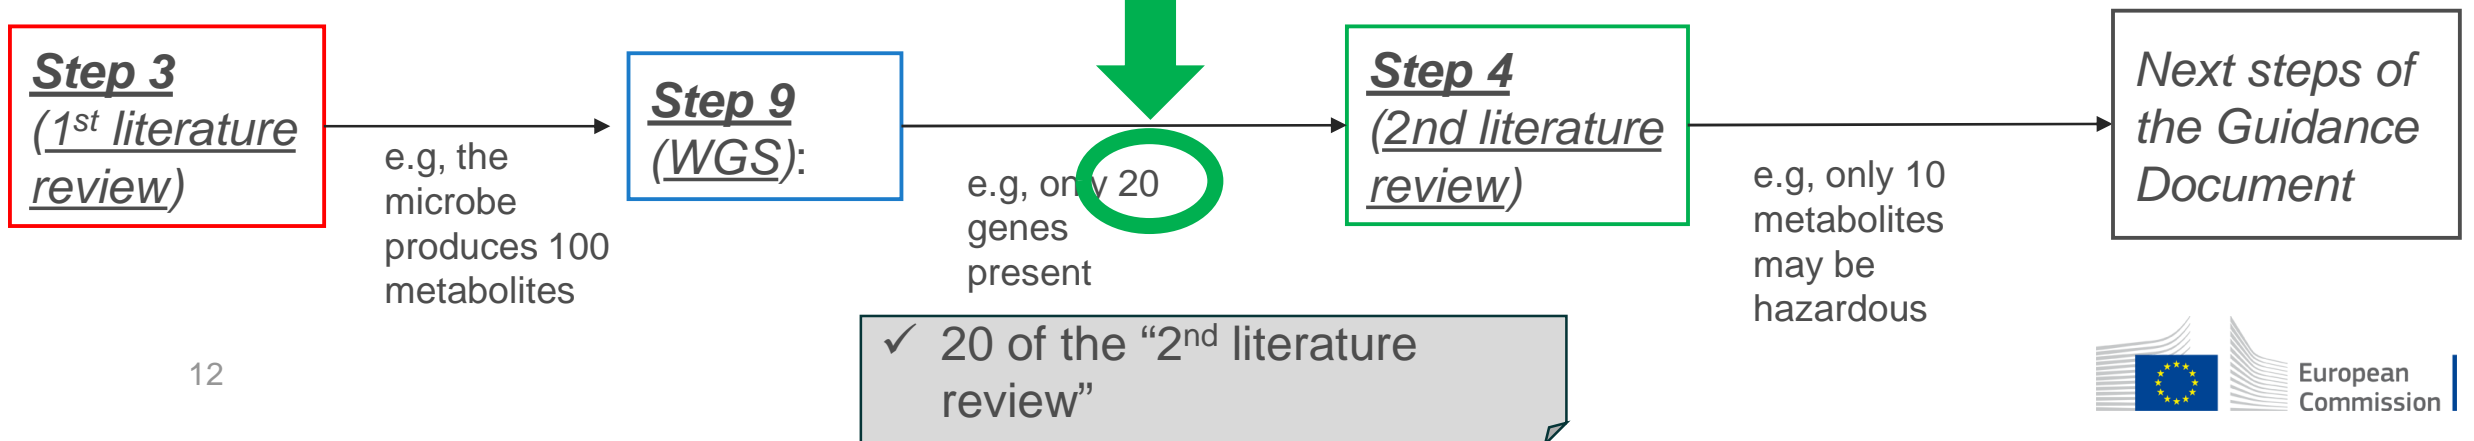 Step 3
(1st literature
review)
e.g, the
microbe
produces 100
metabolites
Step 9
(WGS):
e.g, only 20
genes
present
Step 4
(2nd literature
review)
e.g, only 10
metabolites
may be
hazardous
Next steps of
the Guidance
Document
✓ 20 of the “2nd literature
review”
12
European
Commission